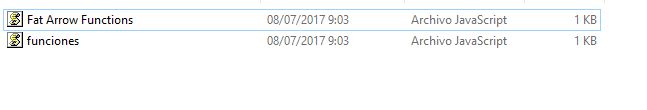 Fat Arrow Functions 08/07/2017 9:03 Archivo JavaScript 1 KB
funciones 08/07/2017 9:03 Archivo JavaScript 1 KB